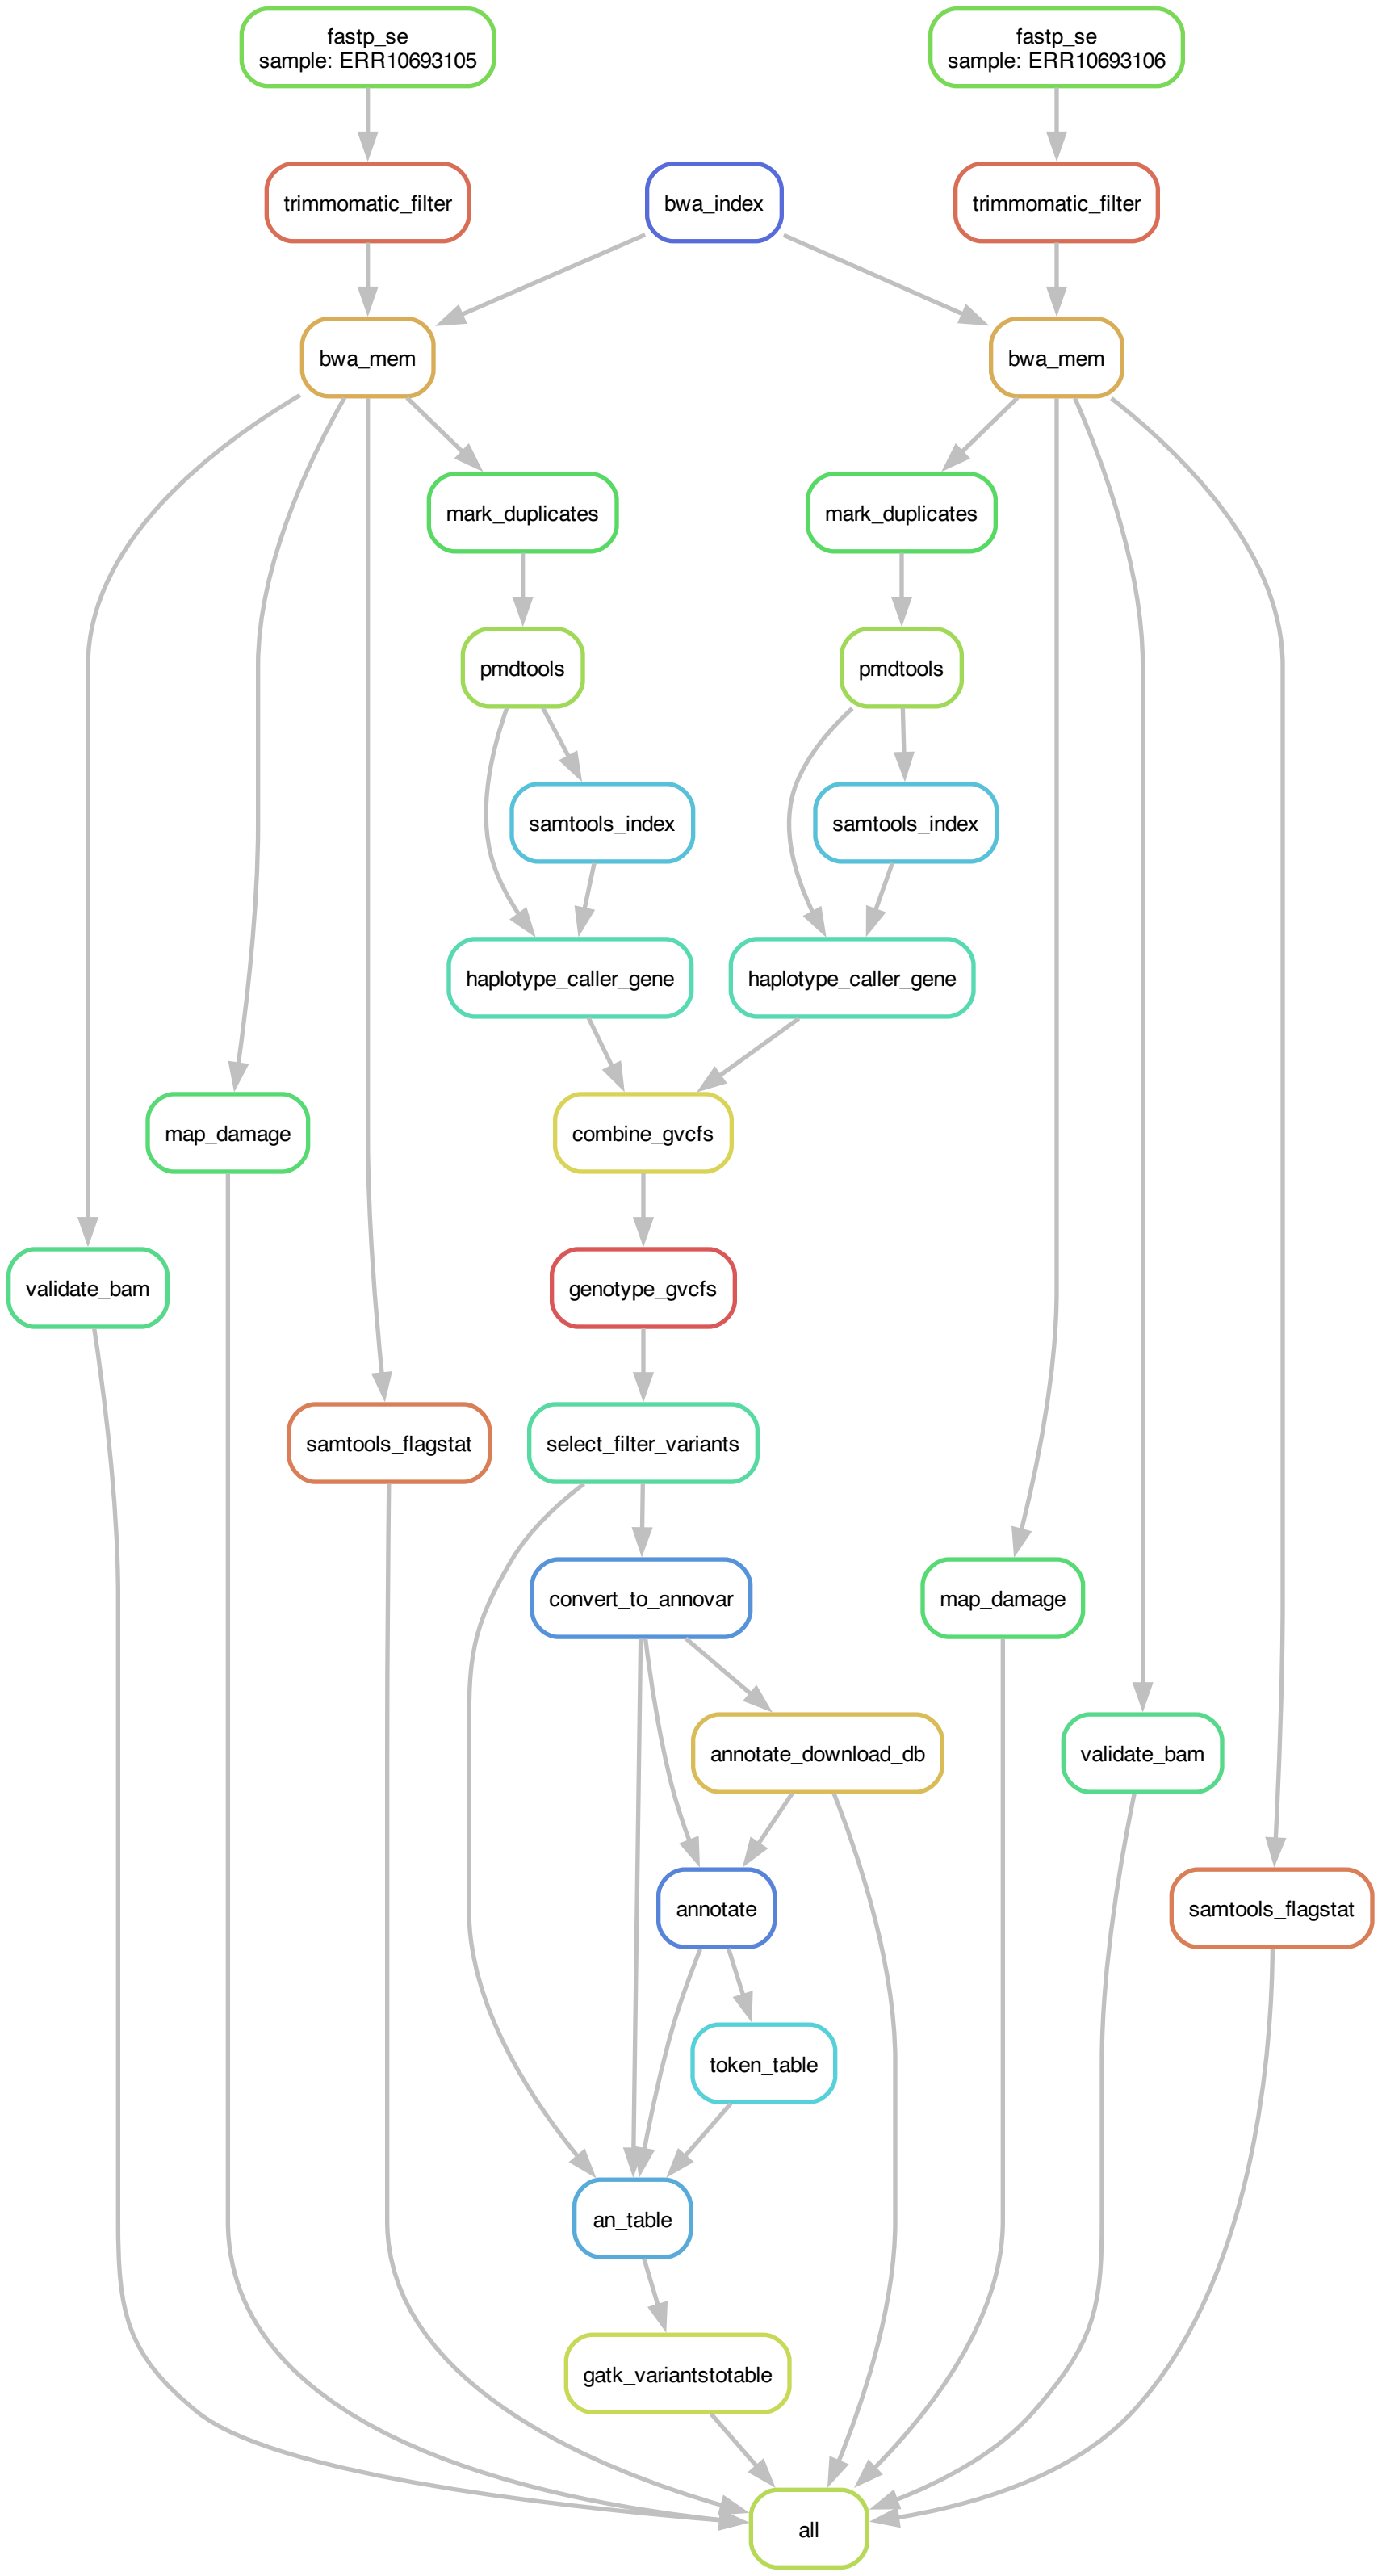 fastp_se
sample: ERR10693105
fastp_se
sample: ERR10693106
trimmomatic_filter
bwa_index
trimmomatic_filter
bwa_mem
bwa_mem
mark_duplicates
mark_duplicates
pmdtools
pmdtools
samtools_index
samtools_index
haplotype_caller_gene
haplotype_caller_gene
map_damage
combine_gvcfs
validate_bam
genotype_gvcfs
samtools_flagstat
select_filter_variants
convert_to_annovar
map_damage
annotate_download_db
validate_bam
annotate
samtools_flagstat
token_table
an_table
gatk_variantstotable
all